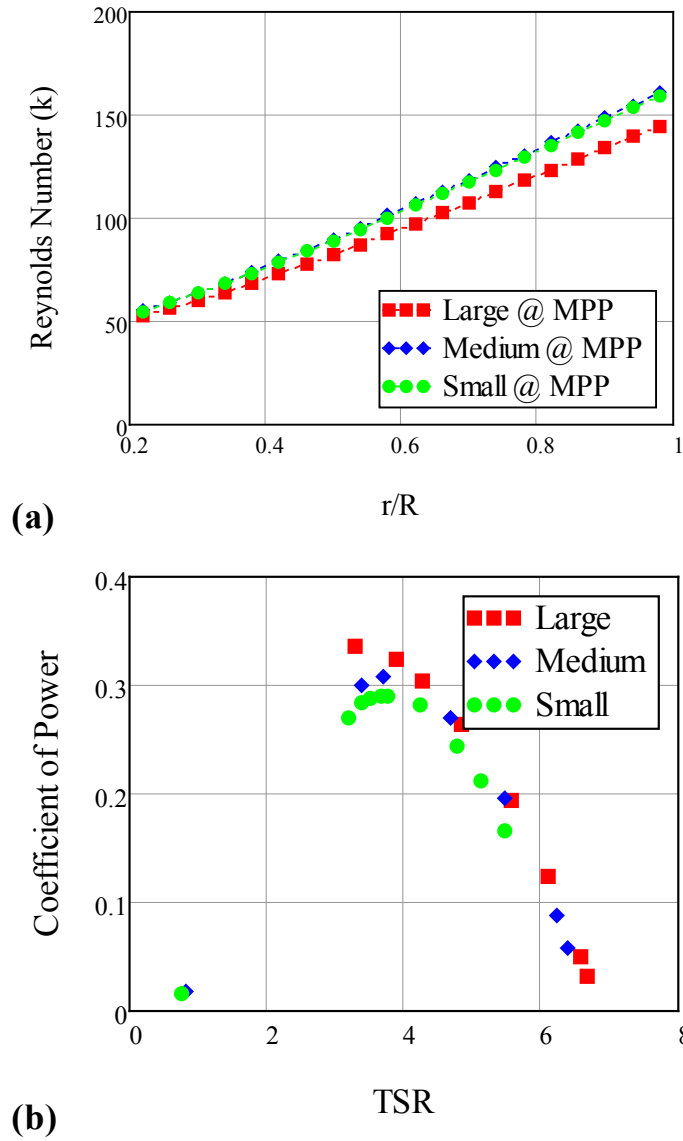 200
150
100
50
0
Reynolds Number (k)
Large @ MPP
Medium @ MPP
Small @ MPP
0.2 0.4 0.6 0.8 1
r/R
(a)
0.4
0.3
0.2
0.1
0
Coefficient of Power
Large
Medium
Small
0 2 4 6 8
TSR
(b)